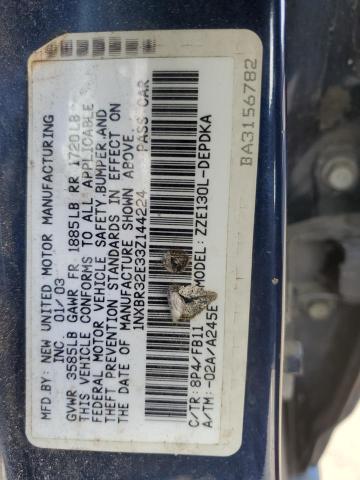 MFD BY: NEW UNITED MOTOR MANUFACTURING
INC. 01/03
GVWR 3585LB GAWR FR 1885LB RR 1720LB
THIS VEHICLE CONFORMS TO ALL APPLICABLE
FEDERAL MOTOR VEHICLE SAFETY, BUMPER, AND
THEFT PREVENTION STANDARDS IN EFFECT ON
THE DATE OF MANUFACTURE SHOWN ABOVE.
1NXBR32E33Z144224 PASS CAR
MODEL: ZZE130L-DEPDKA
C/TR: 8B4/FB11
A/TM: -02A/A245E
BA3156782